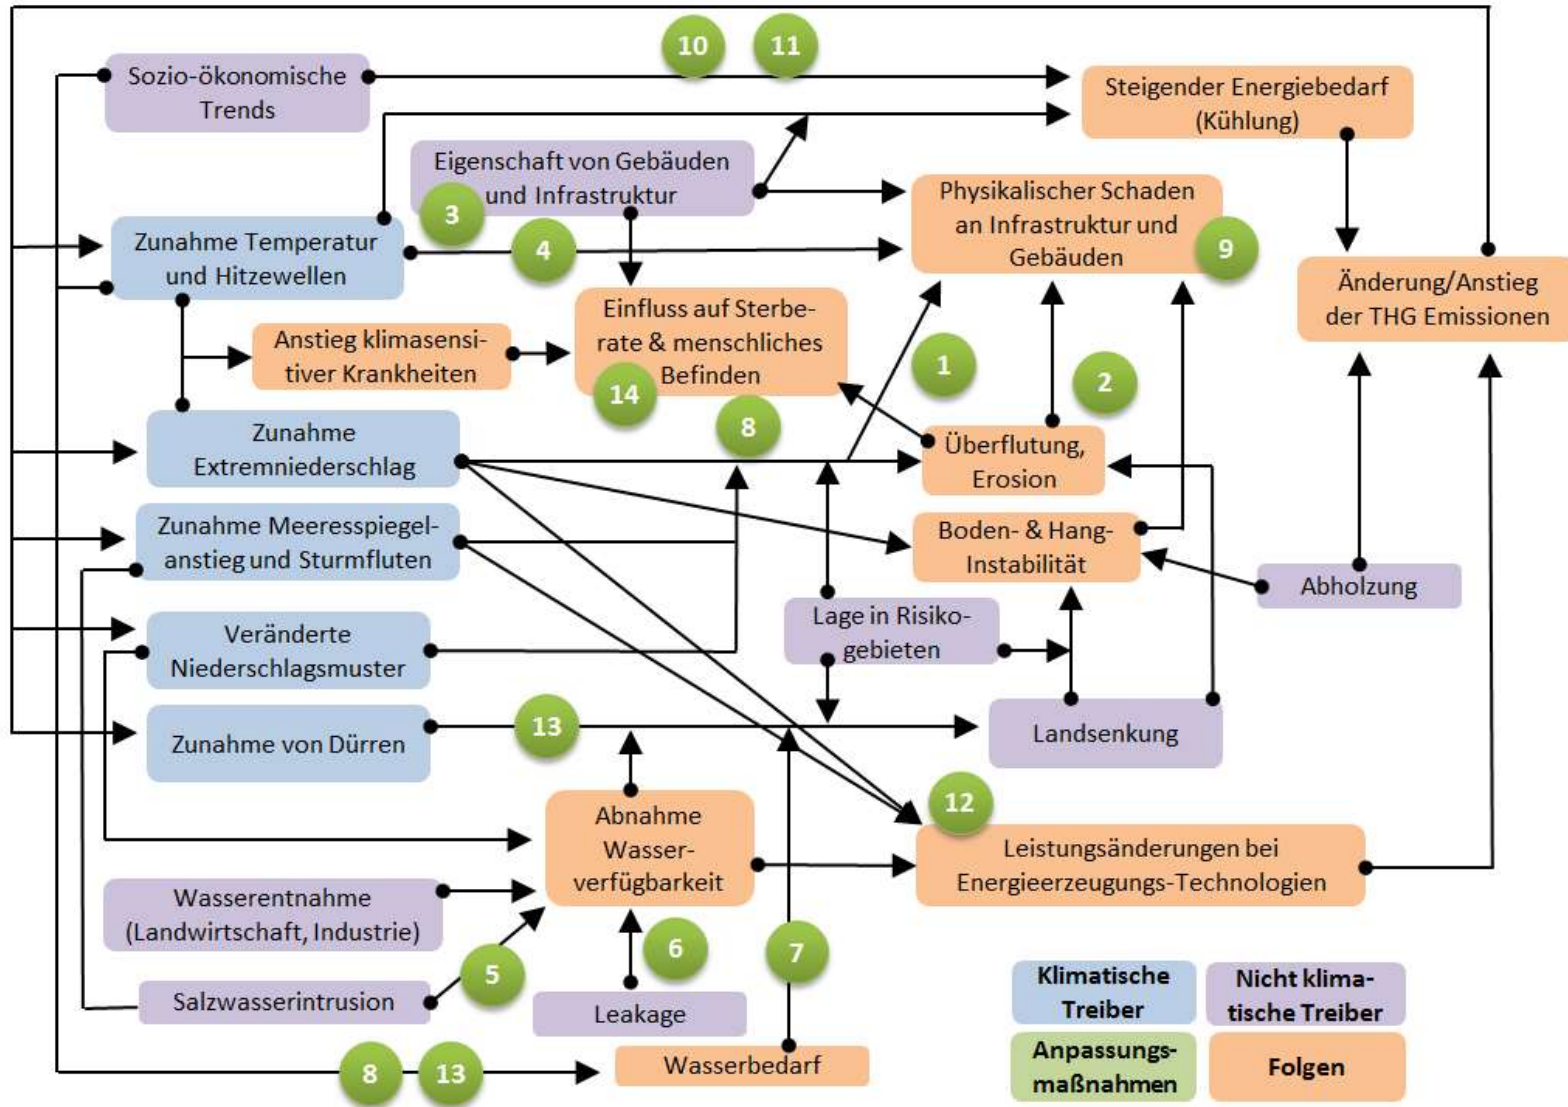 10
11
Sozio-ökonomische
Trends
Steigender Energiebedarf
(Kühlung)
Eigenschaft von Gebäuden
und Infrastruktur
3
Physikalischer Schaden
an Infrastruktur und
Gebäuden
9
Zunahme Temperatur
und Hitzewellen
4
Änderung/Anstieg
der THG Emissionen
Einfluss auf Sterbe-
rate & menschliches
Befinden
14
Anstieg klimasensi-
tiver Krankheiten
1
2
8
Zunahme
Extremniederschlag
Überflutung,
Erosion
Zunahme Meeresspiegel-
anstieg und Sturmfluten
Boden- & Hang-
Instabilität
Abholzung
Veränderte
Niederschlagsmuster
Lage in Risiko-
gebieten
Zunahme von Dürren
13
Landsenkung
12
Abnahme
Wasser-
verfügbarkeit
Leistungsänderungen bei
Energieerzeugungs-Technologien
Wasserentnahme
(Landwirtschaft, Industrie)
5
6
7
Salzwasserintrusion
Leakage
Wasserbedarf
8
13
Klimatische
Treiber
Nicht klima-
tische Treiber
Anpassungs-
maßnahmen
Folgen